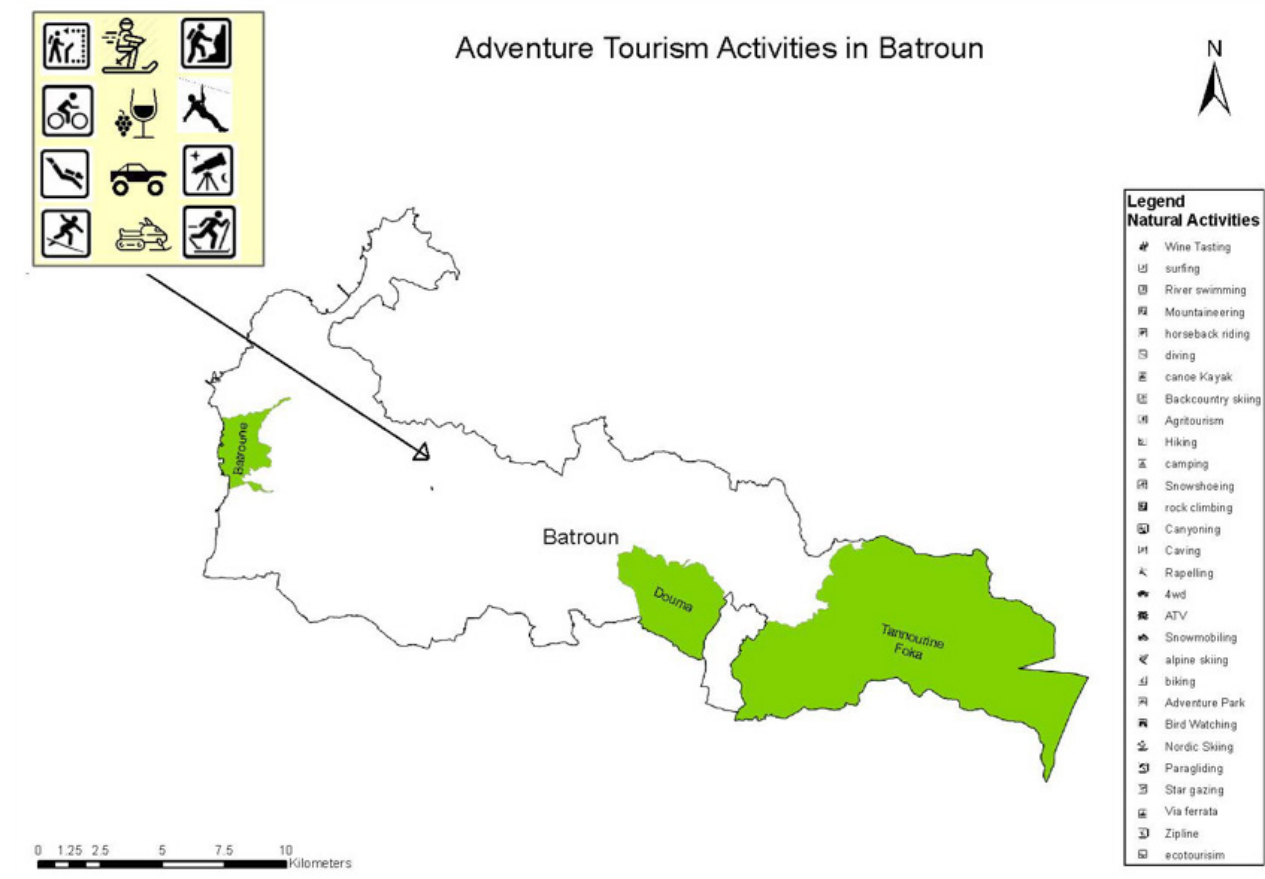 Adventure Tourism Activities in Batroun
N
Legend
Natural Activities
Wine Tasting
surfing
River swimming
Mountaineering
horseback riding
diving
canoe Kayak
Backcountry skiing
Agritourism
Hiking
camping
Snowshoeing
rock climbing
Canyoning
Caving
Rapelling
4wd
ATV
Snowmobiling
alpine skiing
biking
Adventure Park
Bird Watching
Nordic Skiing
Paragliding
Star gazing
Via ferrata
Zipline
ecotourisim
Batroune
Batroun
Douma
Tannourine
Foka
0 1.25 2.5 5 7.5 10
Kilometers